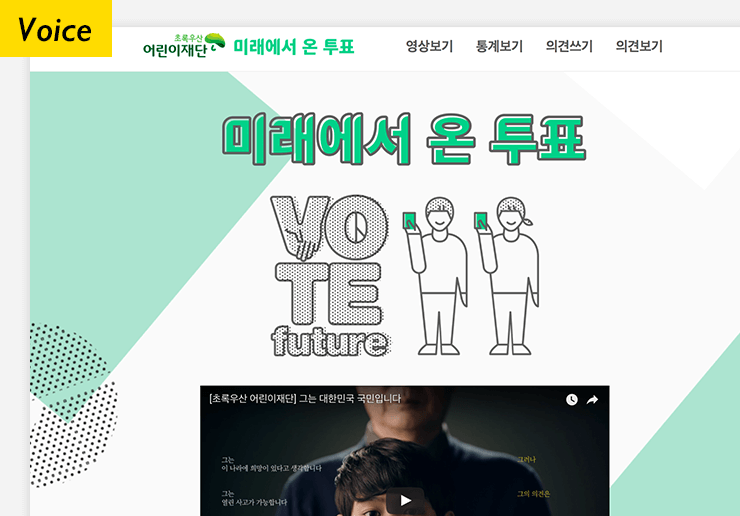 Voice
초록우산
어린이재단
미래에서 온 투표
영상보기 통계보기 의견쓰기 의견보기
미래에서 온 투표
VO
TE
future
[초록우산 어린이재단] 그는 대한민국 국민입니다
그는
이 나라에 희망이 있다고 생각합니다
그러나
그는
열린 사고가 가능합니다
그의 의견은